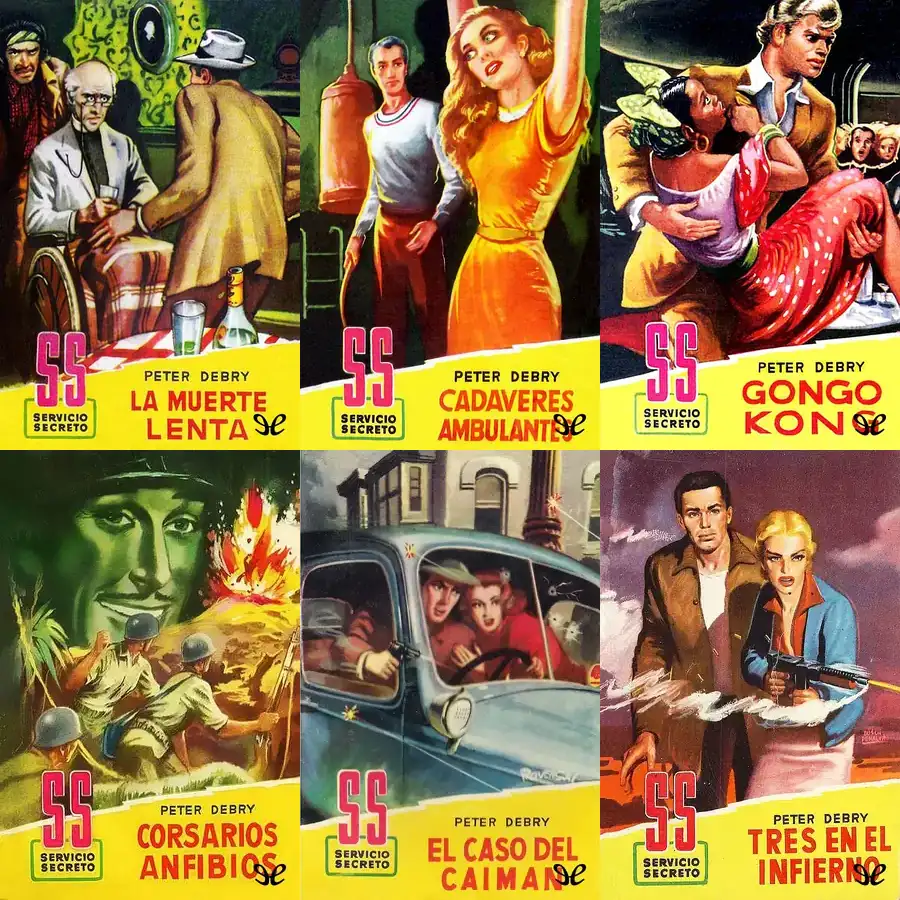 SS
SERVICIO
SECRETO
PETER DEBRY
LA MUERTE
LENTA
SS
SERVICIO
SECRETO
PETER DEBRY
CADAVERES
AMBULANTES
SS
SERVICIO
SECRETO
PETER DEBRY
GONGO
KONG
SS
SERVICIO
SECRETO
PETER DEBRY
CORSARIOS
ANFIBIOS
SS
SERVICIO
SECRETO
PETER DEBRY
EL CASO DEL
CAIMAN
BOSCH
PENALVA
SS
SERVICIO
SECRETO
PETER DEBRY
TRES EN EL
INFIERNO